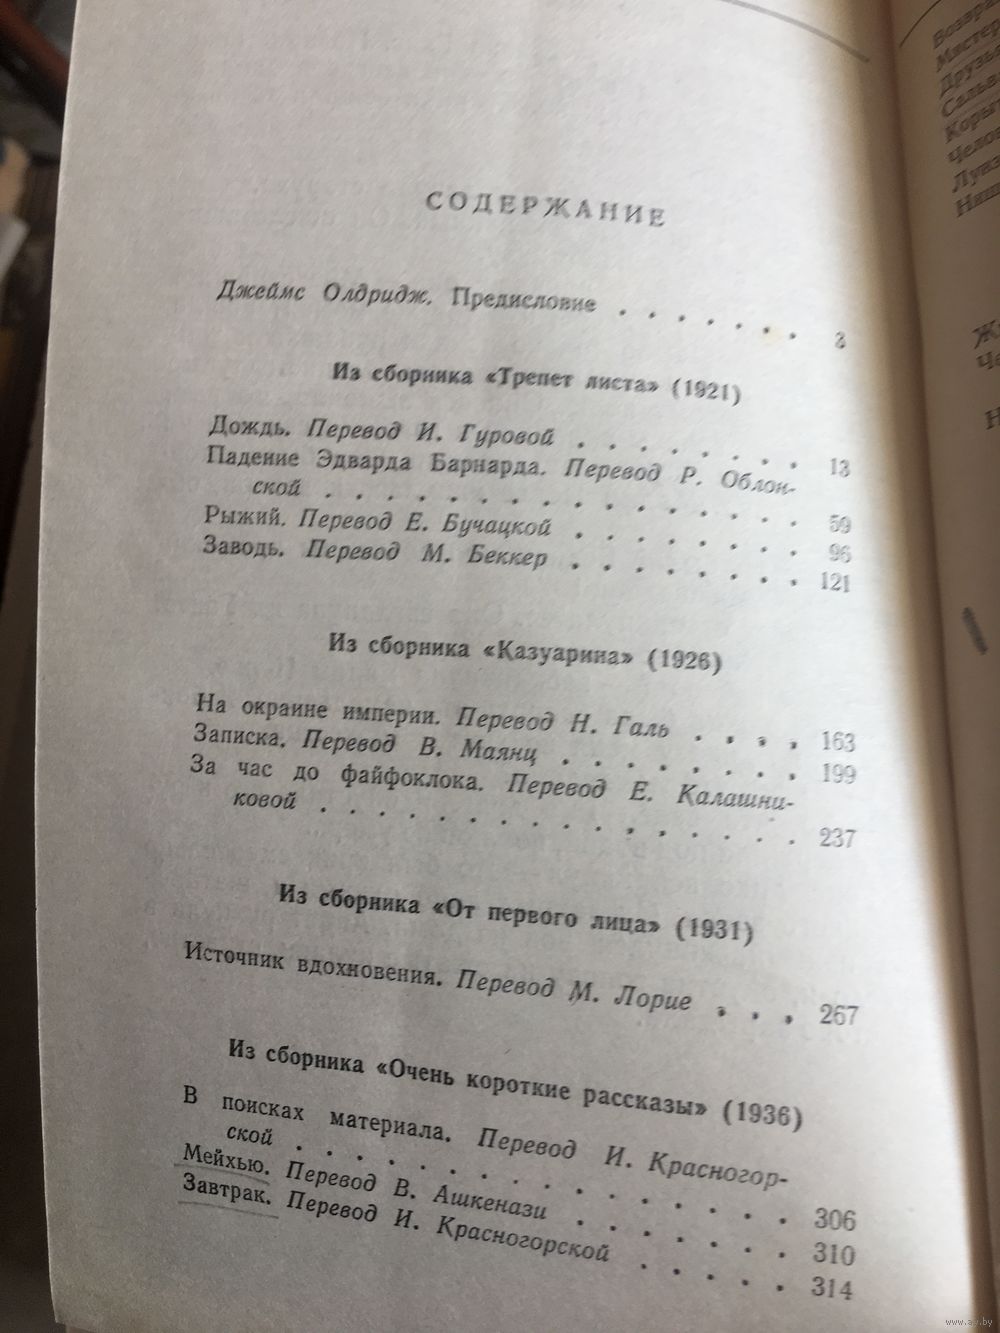 СОДЕРЖАНИЕ
Джеймс Олдридж. Предисловие . . . . . . . 3
Из сборника «Трепет листа» (1921)
Дождь. Перевод И. Гуровой . . . . . . . . 13
Падение Эдварда Барнарда. Перевод Р. Облон-
ской . . . . . . . . . . . . . . . . 59
Рыжий. Перевод Е. Бучацкой . . . . . . . . 96
Заводь. Перевод М. Беккер . . . . . . . . 121
Из сборника «Казуарина» (1926)
На окраине империи. Перевод Н. Галь . . . . 163
Записка. Перевод В. Маянц . . . . . . . . 199
За час до файфоклока. Перевод Е. Калашни-
ковой . . . . . . . . . . . . . . . . 237
Из сборника «От первого лица» (1931)
Источник вдохновения. Перевод М. Лорие . . . 267
Из сборника «Очень короткие рассказы» (1936)
В поисках материала. Перевод И. Красногор-
ской . . . . . . . . . . . . . . . . 306
Мейхью. Перевод В. Ашкенази . . . . . . . 310
Завтрак. Перевод И. Красногорской . . . . . 314
www.ay.by